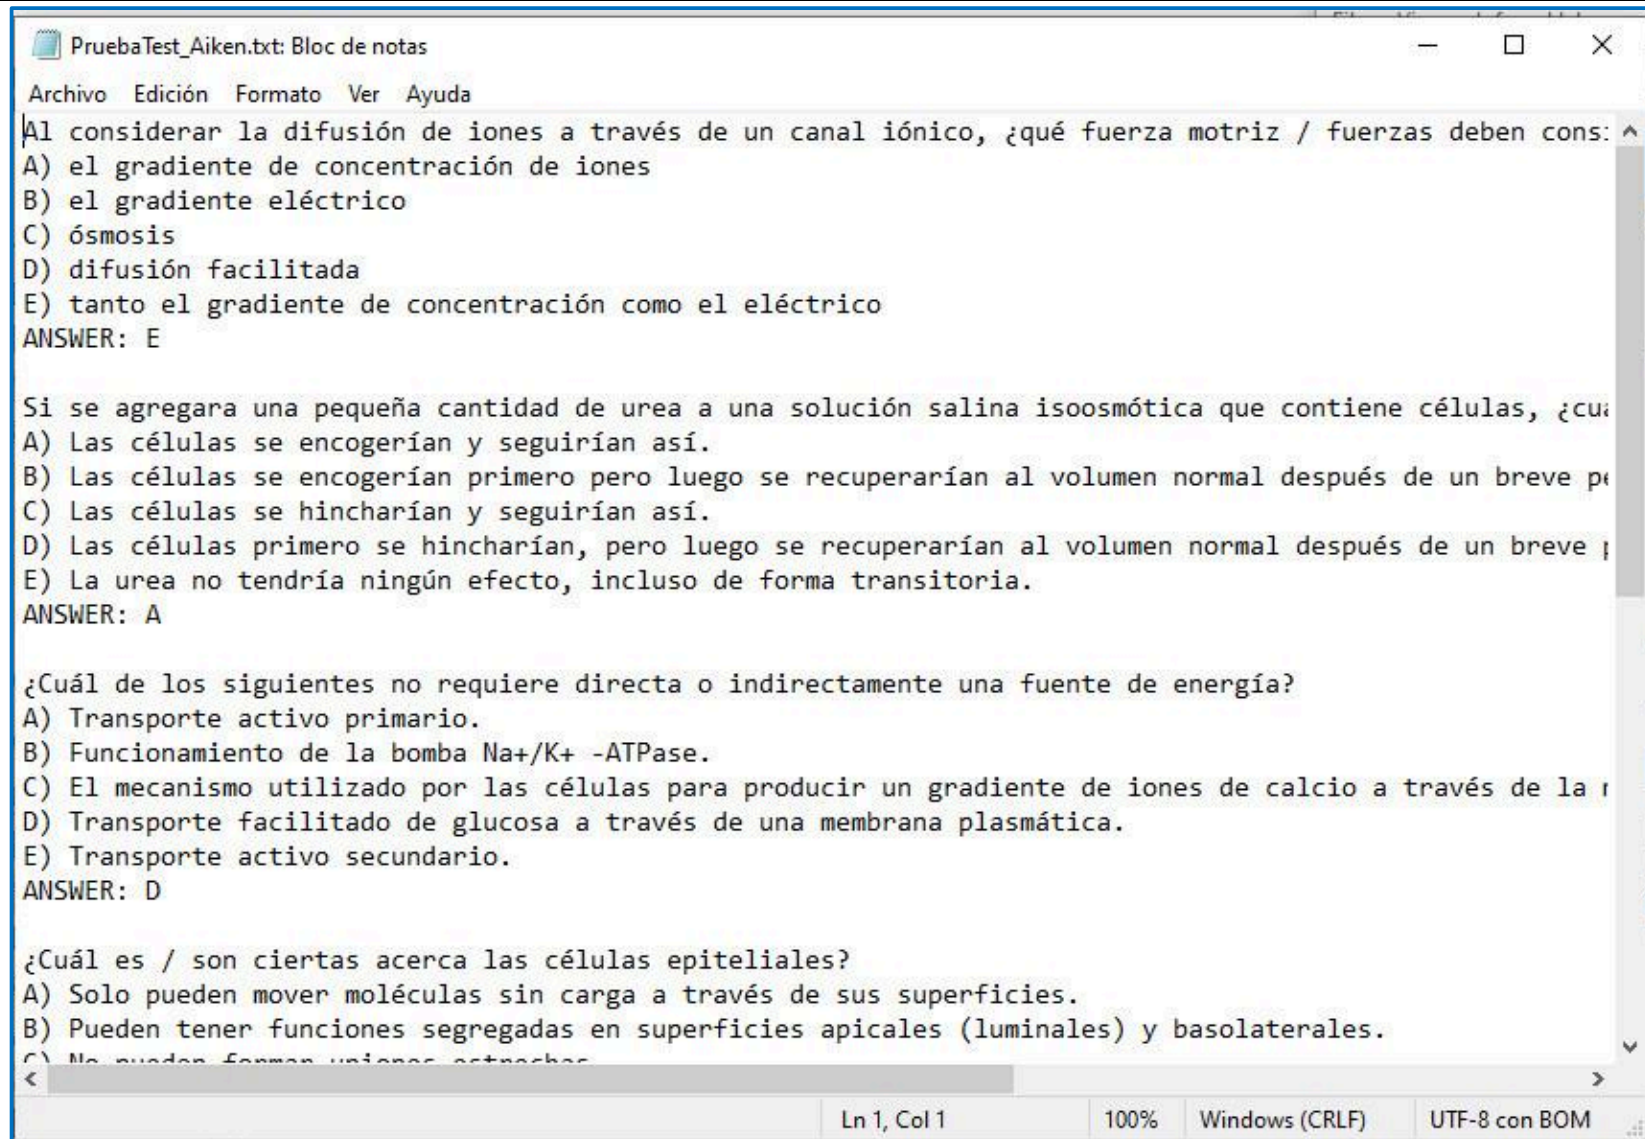 PruebaTest_Aiken.txt: Bloc de notas
Archivo Edición Formato Ver Ayuda
Al considerar la difusión de iones a través de un canal iónico, ¿qué fuerza motriz / fuerzas deben
A) el gradiente de concentración de iones
B) el gradiente eléctrico
C) ósmosis
D) difusión facilitada
E) tanto el gradiente de concentración como el eléctrico
ANSWER: E
Si se agregara una pequeña cantidad de urea a una solución salina isoosmótica que contiene células,
A) Las células se encogerían y seguirían así.
B) Las células se encogerían primero pero luego se recuperarían al volumen normal después de un breve
C) Las células se hincharían y seguirían así.
D) Las células primero se hincharían, pero luego se recuperarían al volumen normal después de un breve
E) La urea no tendría ningún efecto, incluso de forma transitoria.
ANSWER: A
¿Cuál de los siguientes no requiere directa o indirectamente una fuente de energía?
A) Transporte activo primario.
B) Funcionamiento de la bomba Na+/K+ -ATPase.
C) El mecanismo utilizado por las células para producir un gradiente de iones de calcio a través de la
D) Transporte facilitado de glucosa a través de una membrana plasmática.
E) Transporte activo secundario.
ANSWER: D
¿Cuál es / son ciertas acerca las células epiteliales?
A) Solo pueden mover moléculas sin carga a través de sus superficies.
B) Pueden tener funciones segregadas en superficies apicales (luminales) y basolaterales.
C) No pueden formar uniones estrechas
Ln 1, Col 1 100% Windows (CRLF) UTF-8 con BOM